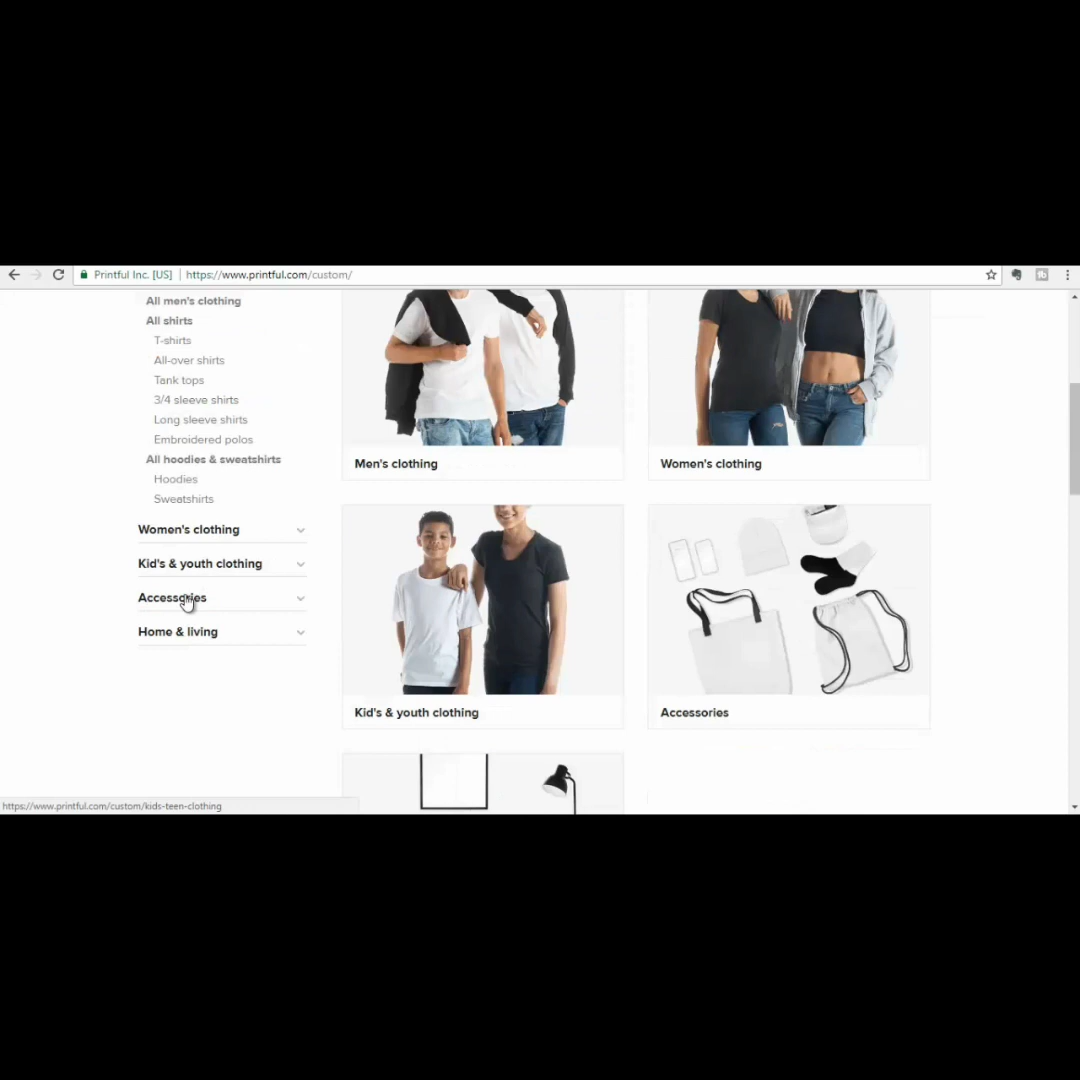 Printful Inc. [US] | https://www.printful.com/custom/
All men's clothing
All shirts
T-shirts
All-over shirts
Tank tops
3/4 sleeve shirts
Long sleeve shirts
Embroidered polos
All hoodies & sweatshirts
Hoodies
Sweatshirts
Women's clothing
Kid's & youth clothing
Accessories
Home & living
Men's clothing
Women's clothing
Kid's & youth clothing
Accessories
https://www.printful.com/custom/kids-teen-clothing